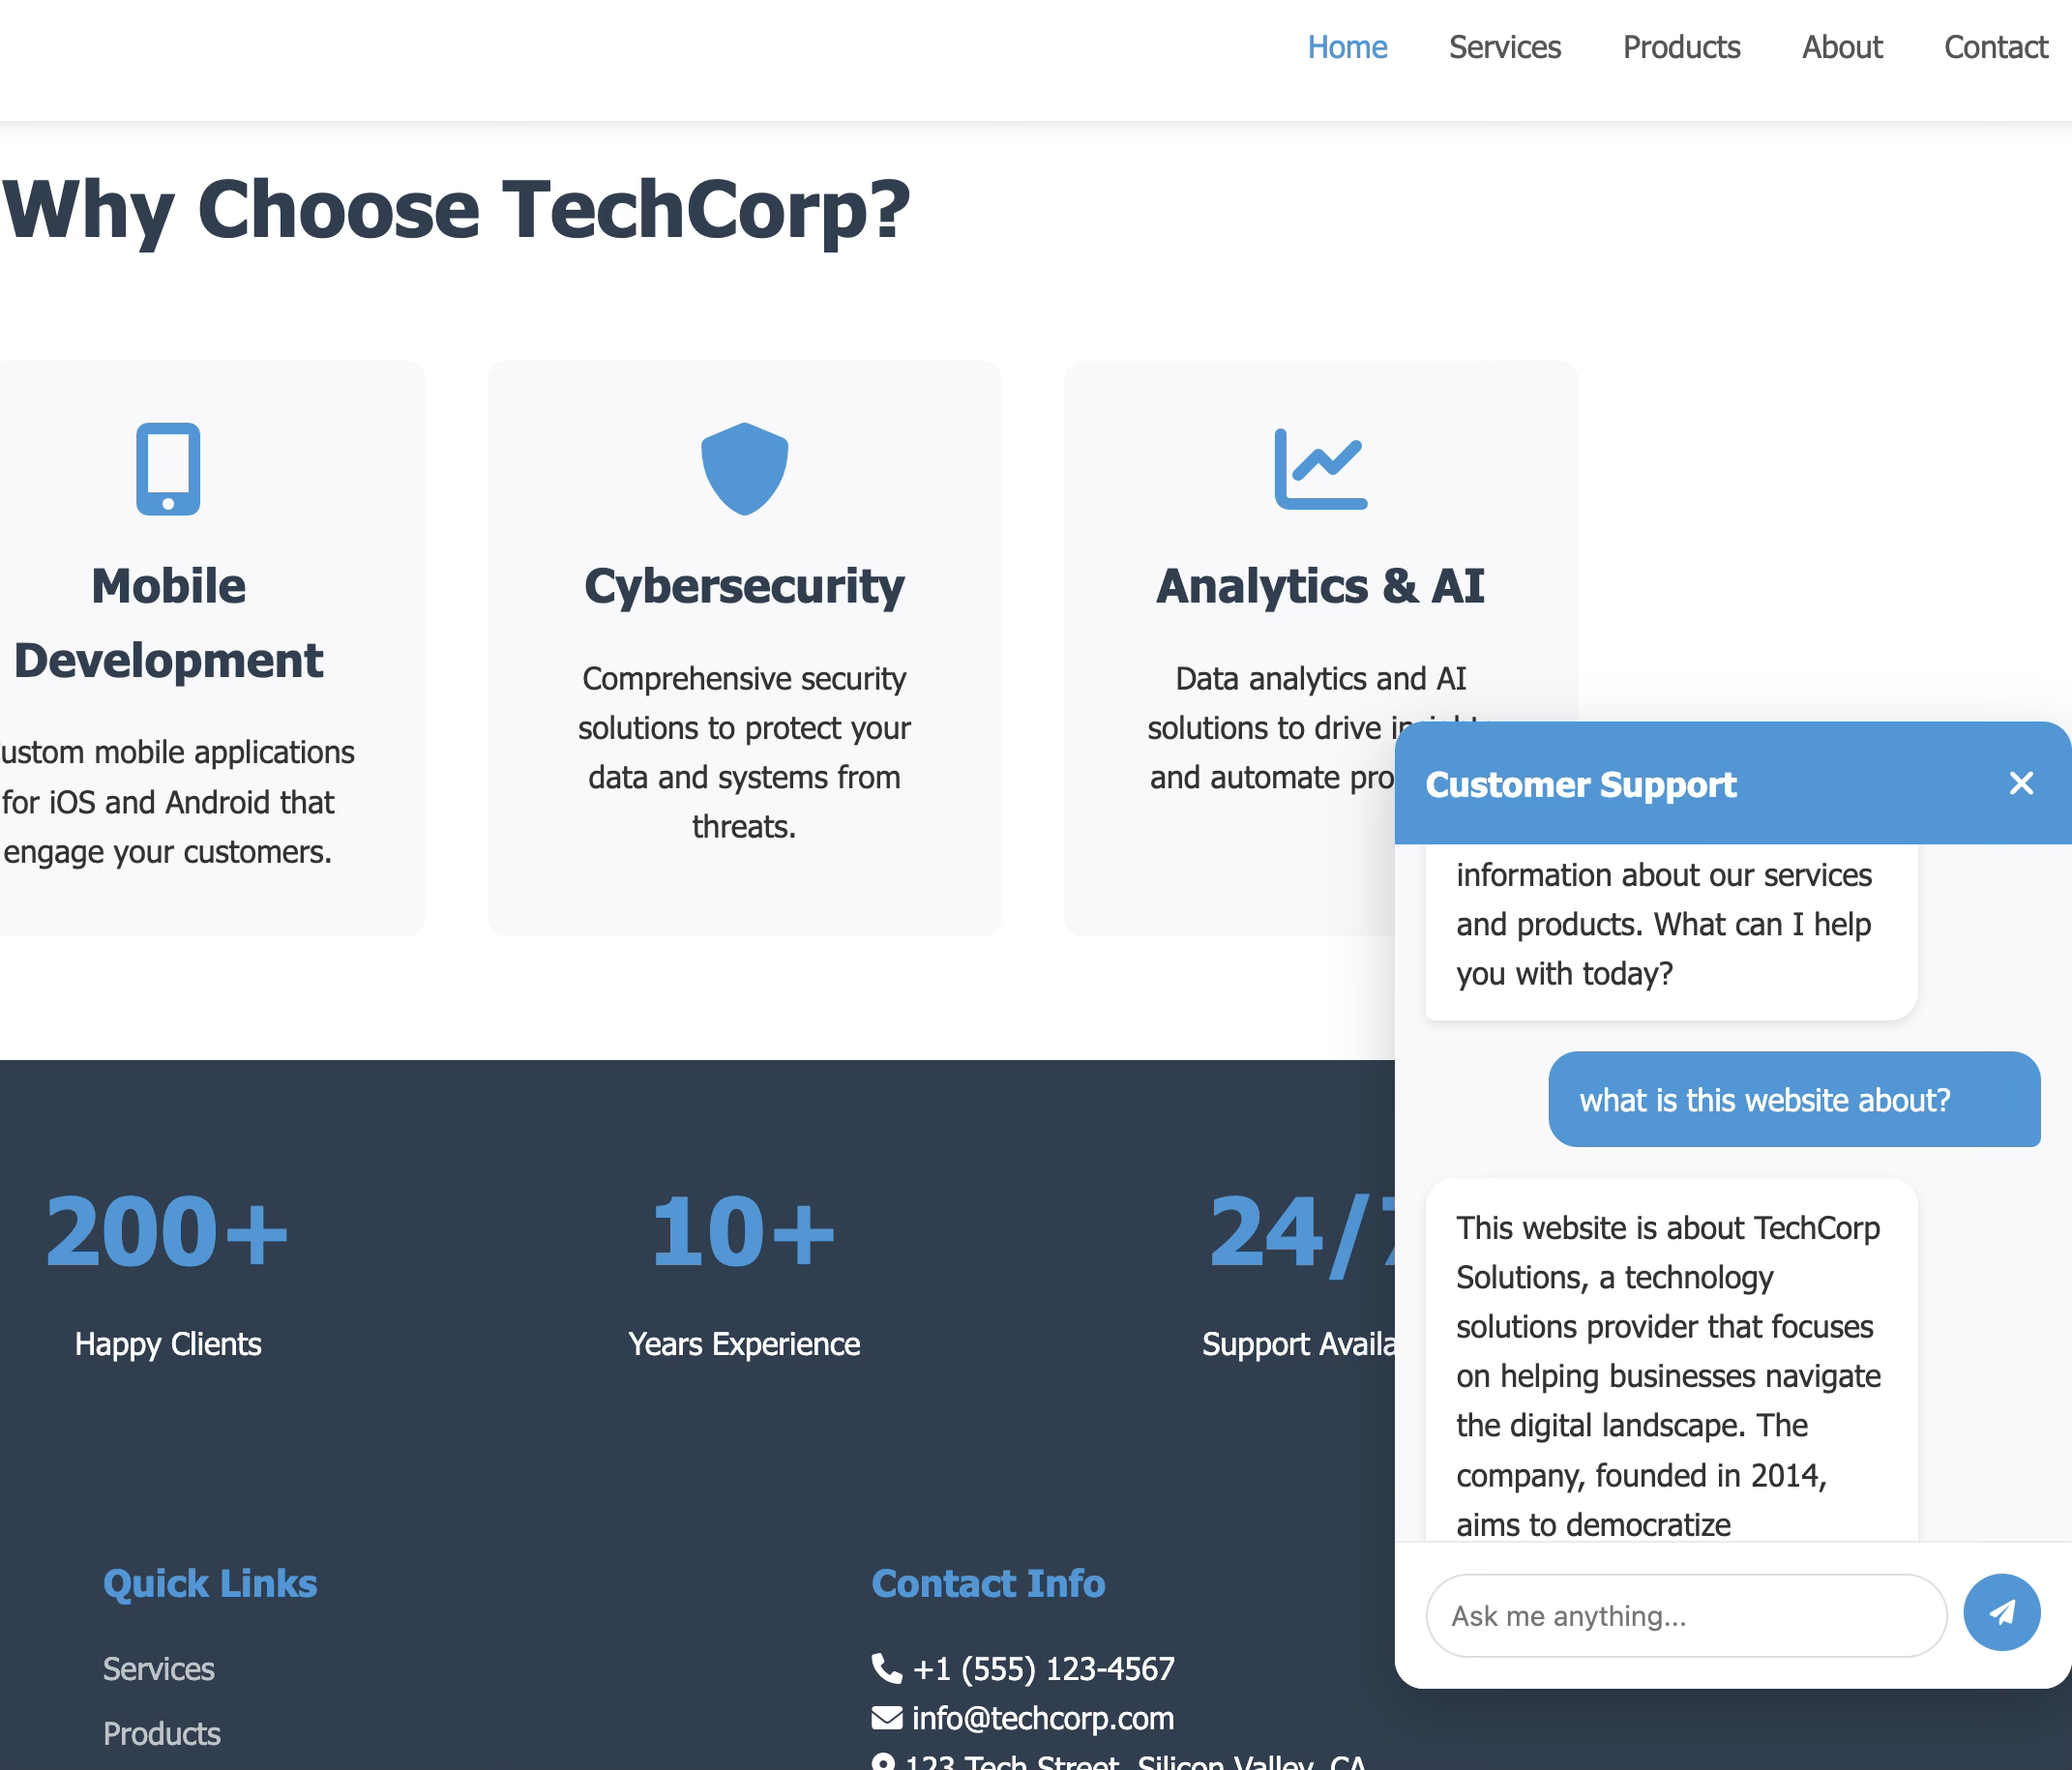 Home Services Products About Contact
Why Choose TechCorp?
Mobile
Development
ustom mobile applications
for iOS and Android that
engage your customers.
Cybersecurity
Comprehensive security
solutions to protect your
data and systems from
threats.
Analytics & AI
Data analytics and AI
solutions to drive
and automate
200+
Happy Clients
10+
Years Experience
24/7
Support
Quick Links
Services
Products
Contact Info
+1 (555) 123-4567
info@techcorp.com
123 Tech Street, Silicon Valley, CA
Customer Support
information about our services
and products. What can I help
you with today?
what is this website about?
This website is about TechCorp
Solutions, a technology
solutions provider that focuses
on helping businesses navigate
the digital landscape. The
company, founded in 2014,
aims to democratize
Ask me anything...